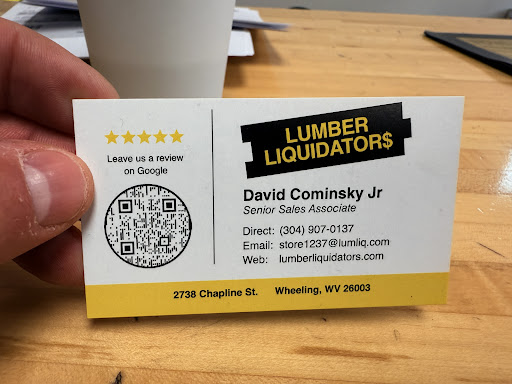 Leave us a review
on Google
LUMBER
LIQUIDATOR$
David Cominsky Jr
Senior Sales Associate
Direct: (304) 907-0137
Email: store1237@lumliq.com
Web: lumberliquidators.com
2738 Chapline St. Wheeling, WV 26003